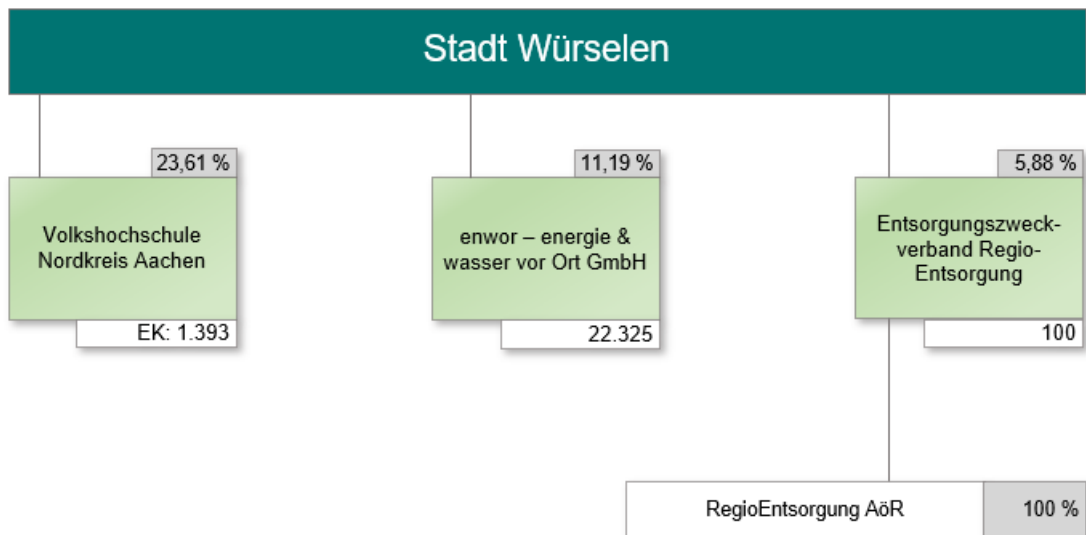 Stadt Würselen
23,61 %
Volkshochschule
Nordkreis Aachen
EK: 1.393
11,19 %
enwor – energie &
wasser vor Ort GmbH
22.325
5,88 %
Entsorgungszweck-
verband Regio-
Entsorgung
100
RegioEntsorgung AöR
100 %